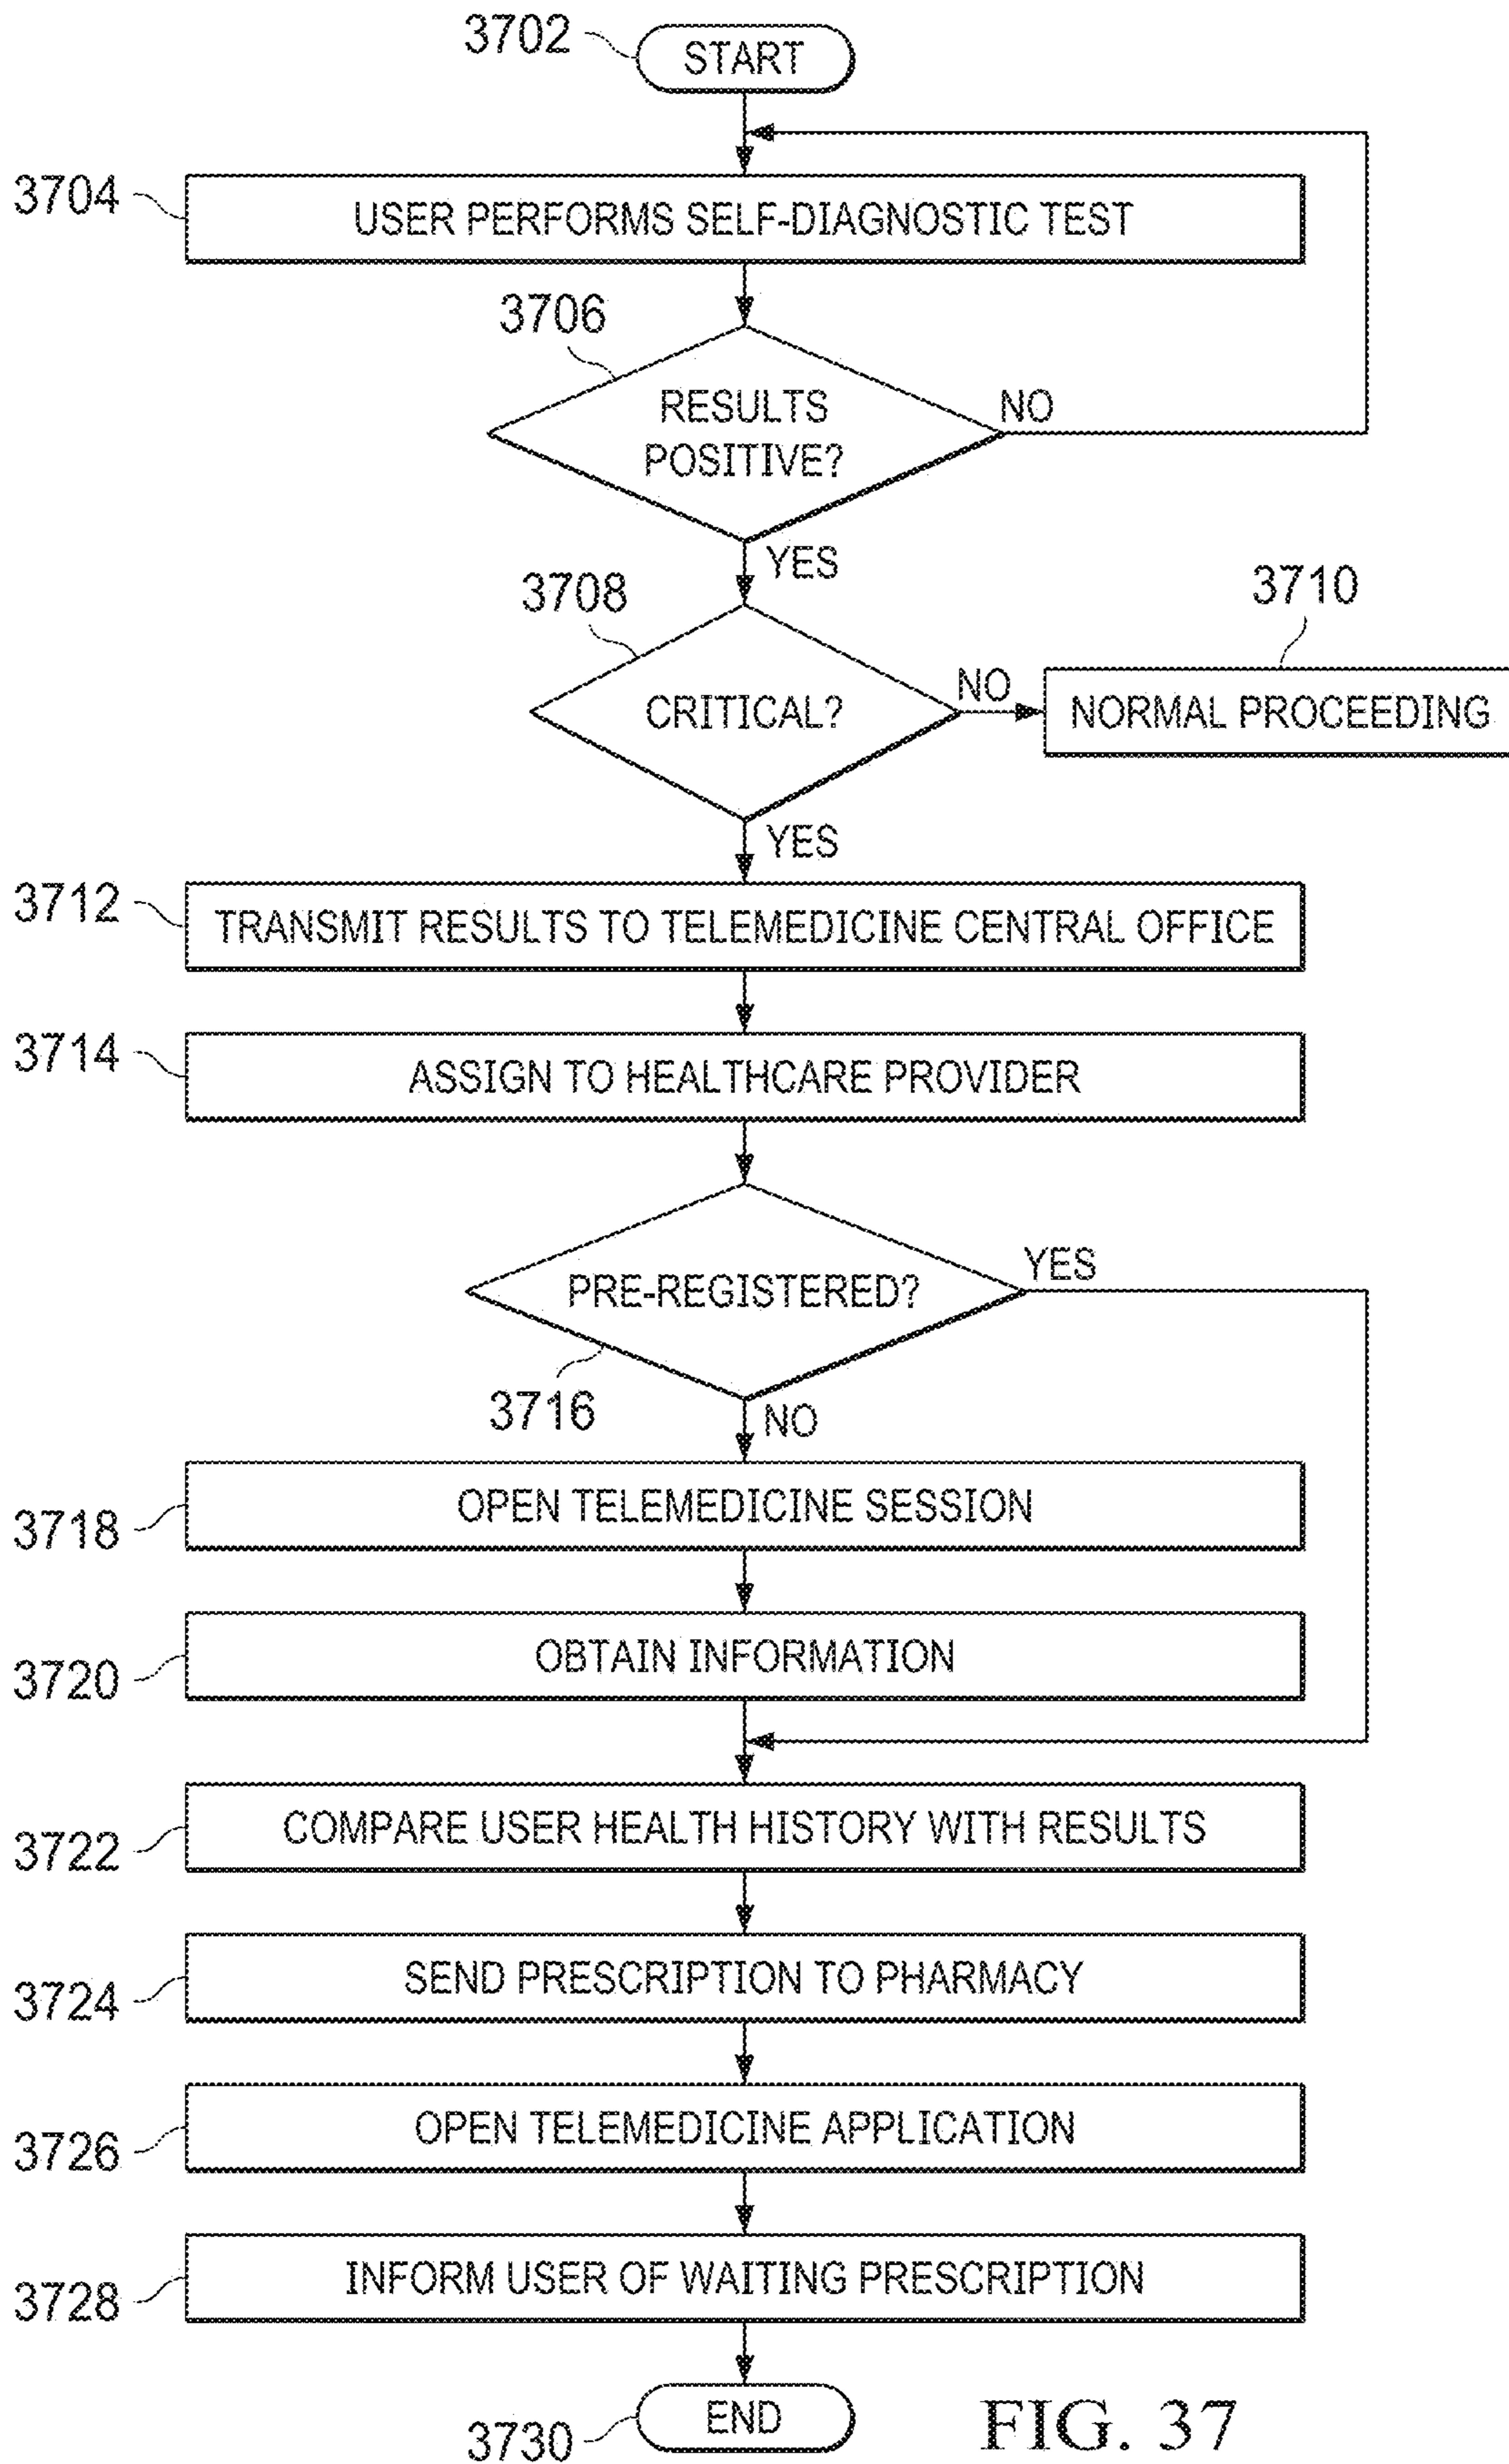 3702
START
3704
USER PERFORMS SELF-DIAGNOSTIC TEST
3706
RESULTS
POSITIVE?
NO
YES
3708
CRITICAL?
NO
3710
NORMAL PROCEEDING
YES
3712
TRANSMIT RESULTS TO TELEMEDICINE CENTRAL OFFICE
3714
ASSIGN TO HEALTHCARE PROVIDER
PRE-REGISTERED?
YES
3716
NO
3718
OPEN TELEMEDICINE SESSION
3720
OBTAIN INFORMATION
3722
COMPARE USER HEALTH HISTORY WITH RESULTS
3724
SEND PRESCRIPTION TO PHARMACY
3726
OPEN TELEMEDICINE APPLICATION
3728
INFORM USER OF WAITING PRESCRIPTION
3730
END
FIG. 37